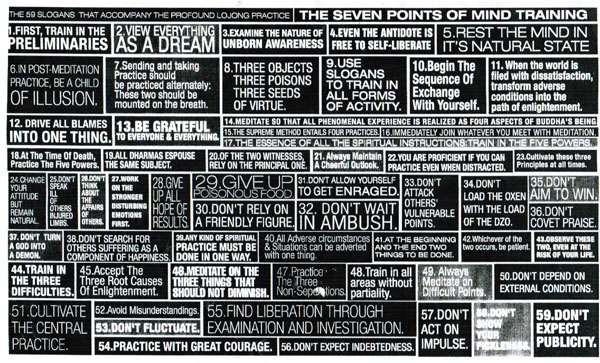 THE 59 SLOGANS THAT ACCOMPANY THE PROFOUND LOJONG PRACTICE
THE SEVEN POINTS OF MIND TRAINING
1.FIRST, TRAIN IN THE
PRELIMINARIES
2.VIEW EVERYTHING
AS A DREAM
3.EXAMINE THE NATURE OF
UNBORN AWARENESS
4.EVEN THE ANTIDOTE IS
FREE TO SELF-LIBERATE
5.REST THE MIND IN
IT'S NATURAL STATE
6.IN POST-MEDITATION
PRACTICE, BE A CHILD
OF ILLUSION.
7.Sending and taking
Practice should
be practiced alternately:
These two should be
mounted on the breath.
8.THREE OBJECTS
THREE POISONS
THREE SEEDS
OF VIRTUE.
9.USE
SLOGANS
TO TRAIN IN
ALL FORMS
OF ACTIVITY.
10.Begin The
Sequence Of
Exchange
With Yourself.
11. When the world is
filled with dissatisfaction,
transform adverse
conditions into the
path of enlightenment.
12. DRIVE ALL BLAMES
INTO ONE THING.
13.BE GRATEFUL
TO EVERYONE & EVERYTHING.
14.MEDITATE SO THAT ALL PHENOMENAL EXPERIENCE IS REALIZED AS FOUR ASPECTS OF BUDDHA'S BEING.
15.THE SUPREME METHOD ENTAILS FOUR PRACTICES.
16.IMMEDIATELY JOIN WHATEVER YOU MEET WITH MEDITATION.
17.THE ESSENCE OF ALL THE SPIRITUAL INSTRUCTIONS:TRAIN IN THE FIVE POWERS.
18.At The Time Of Death,
Practice The Five Powers.
19.ALL DHARMAS ESPOUSE
THE SAME SUBJECT.
20.OF THE TWO WITNESSES,
RELY ON THE PRINCIPAL ONE.
21. Always Maintain
A Cheerful Outlook.
22.YOU ARE PROFICIENT IF YOU CAN
PRACTICE EVEN WHEN DISTRACTED.
23.Cultivate these three
Principles at all times.
24.CHANGE
YOUR
ATTITUDE
BUT
REMAIN
NATURAL.
25.DON'T
SPEAK
ILL
OF
OTHERS
INJURED
LIMBS.
26.DON'T
THINK
ABOUT
THE
AFFAIRS
OF
OTHERS.
27.WORK
ON THE
STRONGER
DISTURBING
EMOTIONS
FIRST.
28.GIVE
UP ALL
HOPE OF
RESULTS.
29.GIVE UP
POISONOUS FOOD.
30.DON'T RELY ON
A FRIENDLY FIGURE.
31.DON'T ALLOW YOURSELF
TO GET ENRAGED.
32. DON'T WAIT
IN AMBUSH.
33.DON'T
ATTACK
OTHERS'
VULNERABLE
POINTS.
34.DON'T
LOAD THE OXEN
WITH THE LOAD
OF THE DZO.
35.DON'T
AIM TO WIN.
36.DON'T
COVET PRAISE.
37. DON'T TURN
A GOD INTO
A DEMON.
38.DON'T SEARCH FOR
OTHERS SUFFERING AS A
COMPONENT OF HAPPINESS.
39.ANY KIND OF SPIRITUAL
PRACTICE MUST BE
DONE IN ONE WAY.
40.All Adverse circumstances
& Situations can be adverted
with one thing.
41.AT THE BEGINNING
AND THE END TWO
THINGS TO BE DONE.
42.Whichever of the
two occurs, be patient.
43.OBSERVE THESE
TWO, EVEN AT THE
RISK OF YOUR LIFE.
44.TRAIN IN
THE THREE
DIFFICULTIES.
45.Accept The
Three Root Causes
Of Enlightenment.
46.MEDITATE ON THE
THREE THINGS THAT
SHOULD NOT DIMINISH.
47.Practice
The Three
Non-Seperations.
48.Train in all
areas without
partiality.
49. Always
Meditate on
Difficult Points.
50.DON'T DEPEND ON
EXTERNAL CONDITIONS.
51.CULTIVATE
THE CENTRAL
PRACTICE.
52.Avoid Misunderstandings.
53.DON'T FLUCTUATE.
54.PRACTICE WITH GREAT COURAGE.
55.FIND LIBERATION THROUGH
EXAMINATION AND INVESTIGATION.
56.DON'T EXPECT INDEBTEDNESS.
57.DON'T
ACT ON
IMPULSE.
58.DON'T
SHOW
YOUR
FICKLENESS.
59.DON'T
EXPECT
PUBLICITY.